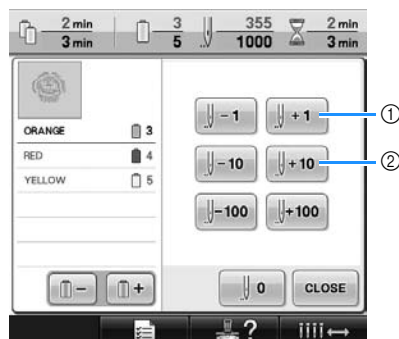 2 min 3 355 2 min
3 min 5 1000 3 min
- 1 + 1 ①
ORANGE 3
RED 4 - 10 + 10 ②
YELLOW 5
-100 +100
- + 0 CLOSE
?